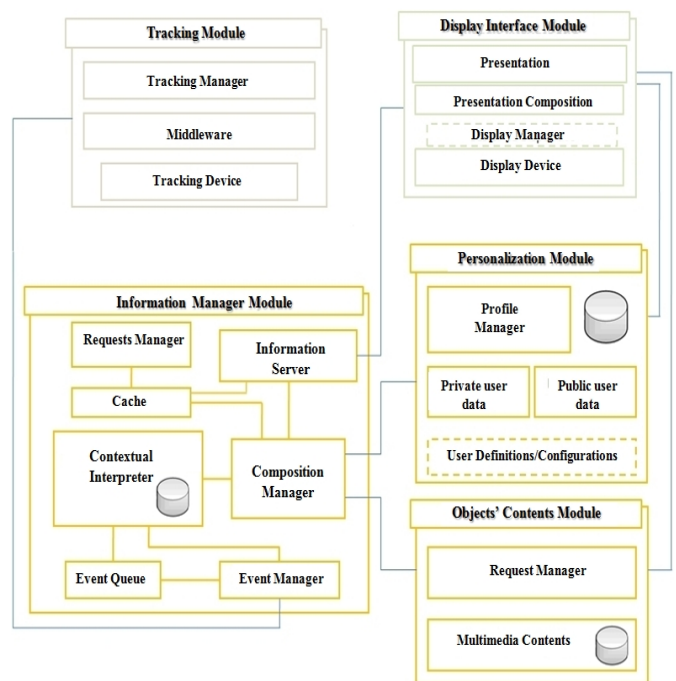 Tracking Module
Tracking Manager
Middleware
Tracking Device
Display Interface Module
Presentation
Presentation Composition
Display Manager
Display Device
Information Manager Module
Requests Manager
Information
Server
Cache
Contextual
Interpreter
Composition
Manager
Event Queue
Event Manager
Personalization Module
Profile
Manager
Private user
data
Public user
data
User Definitions/Configurations
Objects' Contents Module
Request Manager
Multimedia Contents